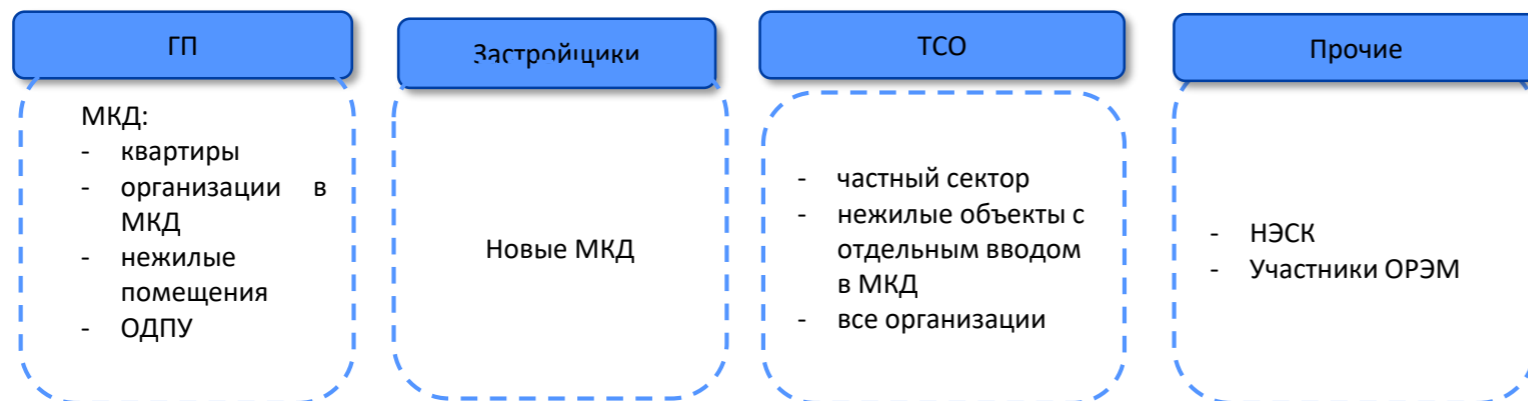 ГП
МКД:
- квартиры
- организации в
МКД
- нежилые
помещения
- ОДПУ
Застройщики
Новые МКД
ТСО
- частный сектор
- нежилые объекты с
отдельным вводом
в МКД
- все организации
Прочие
- НЭСК
- Участники ОРЭМ